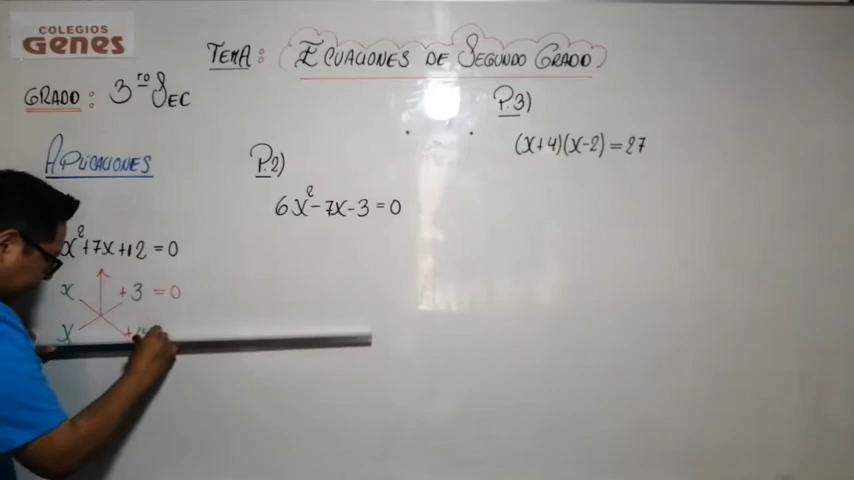 COLEGIOS
GENES
TEMA: ECUACIONES DE SEGUNDO GRADO
GRADO: 3ro SEC
APLICACIONES
x²+7x+12=0
x +3 =0
x +
P.2)
6x²-7x-3=0
P.3)
(x+4)(x-2)=27